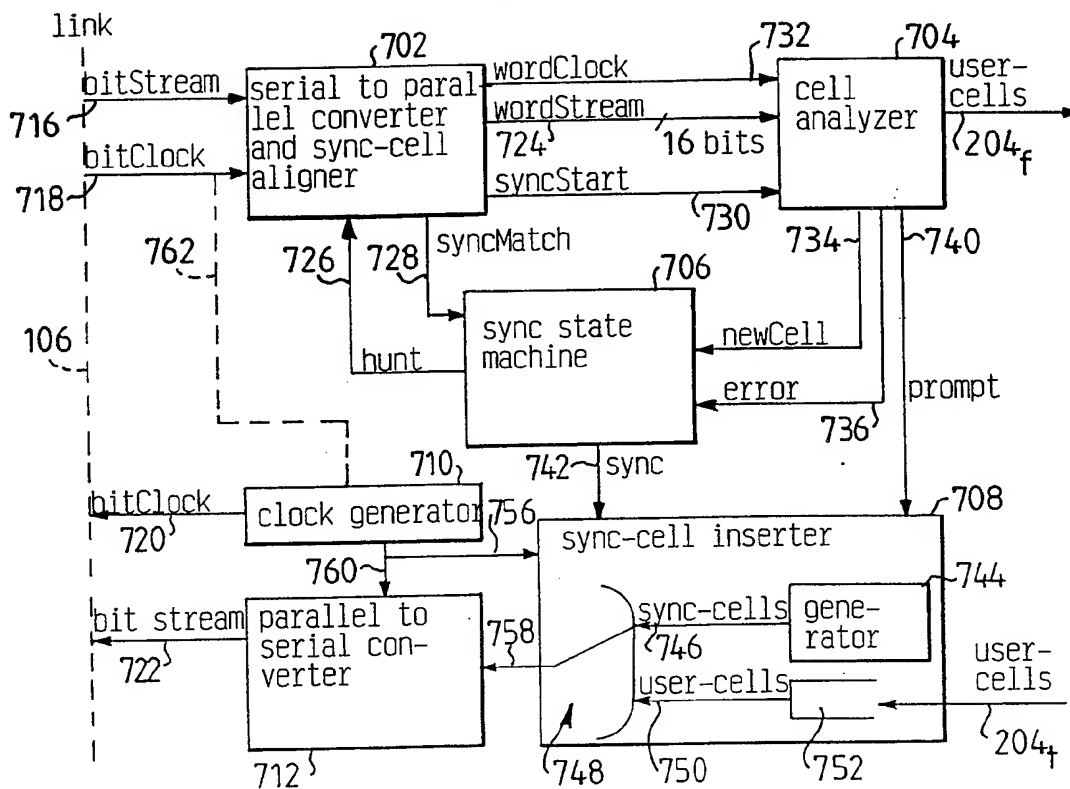 link
702
704
bitStream
716
bitClock
718
serial to paral
lel converter
and sync-cell
aligner
wordClock
732
wordStream
724
16 bits
syncStart
730
cell
analyzer
user-
cells
204f
762
726
728
syncMatch
706
734
740
106
hunt
sync state
machine
newCell
error
736
prompt
742
sync
710
bitClock
720
clock generator
756
708
760
sync-cell inserter
744
bit stream
722
parallel to
serial con-
verter
758
sync-cells
746
gene-
rator
user-cells
user-
cells
712
748
750
752
204t